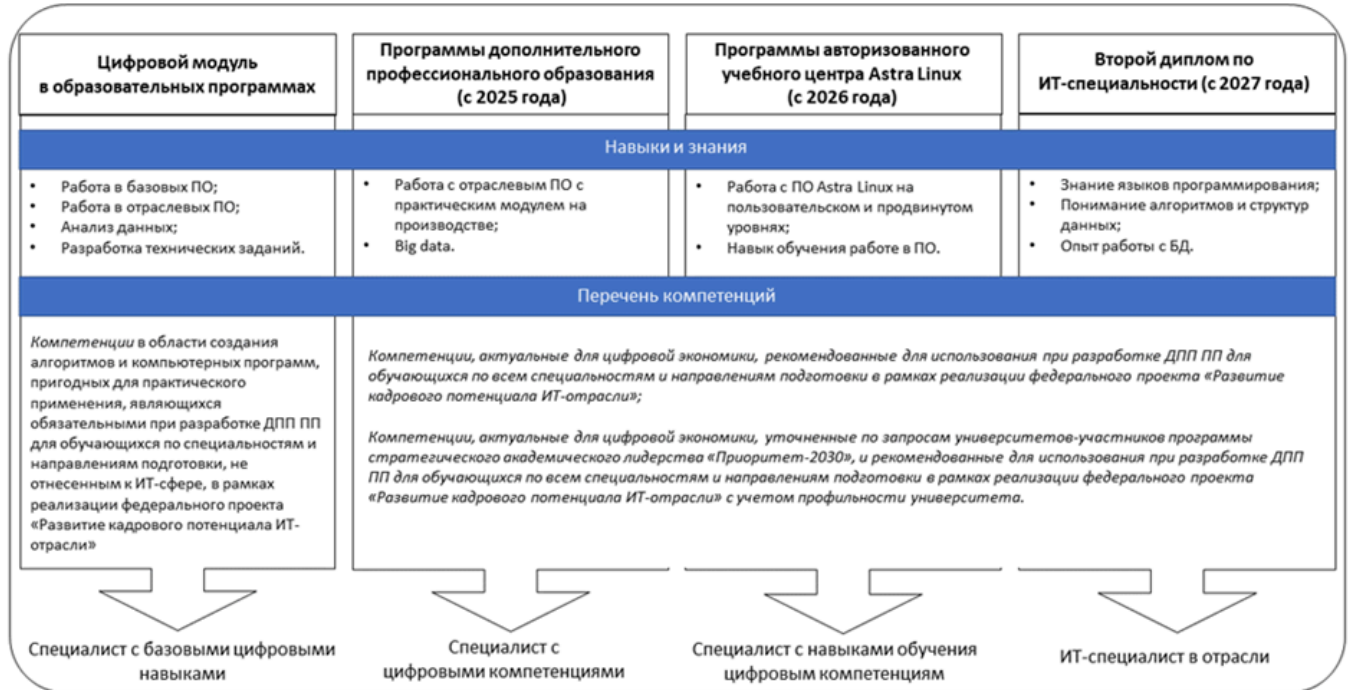 Цифровой модуль
в образовательных программах
Программы дополнительного
профессионального образования
(с 2025 года)
Программы авторизованного
учебного центра Astra Linux
(с 2026 года)
Второй диплом по
ИТ-специальности (с 2027 года)
Навыки и знания
• Работа в базовых ПО;
• Работа в отраслевых ПО;
• Анализ данных;
• Разработка технических заданий.
• Работа с отраслевым ПО с
практическим модулем на
производстве;
• Big data.
• Работа с ПО Astra Linux на
пользовательском и продвинутом
уровнях;
• Навык обучения работе в ПО.
• Знание языков программирования;
• Понимание алгоритмов и структур
данных;
• Опыт работы с БД.
Перечень компетенций
Компетенции в области создания
алгоритмов и компьютерных программ,
пригодных для практического
применения, являющихся
обязательными при разработке ДПП ПП
для обучающихся по специальностям и
направлениям подготовки, не
отнесенным к ИТ-сфере, в рамках
реализации федерального проекта
«Развитие кадрового потенциала ИТ-
отрасли»
Компетенции, актуальные для цифровой экономики, рекомендованные для использования при разработке ДПП ПП для
обучающихся по всем специальностям и направлениям подготовки в рамках реализации федерального проекта «Развитие
кадрового потенциала ИТ-отрасли»;
Компетенции, актуальные для цифровой экономики, уточненные по запросам университетов-участников программы
стратегического академического лидерства «Приоритет-2030», и рекомендованные для использования при разработке ДПП
ПП для обучающихся по всем специальностям и направлениям подготовки в рамках реализации федерального проекта
«Развитие кадрового потенциала ИТ-отрасли» с учетом профильности университета.
Специалист с базовыми цифровыми
навыками
Специалист с
цифровыми компетенциями
Специалист с навыками обучения
цифровым компетенциям
ИТ-специалист в отрасли